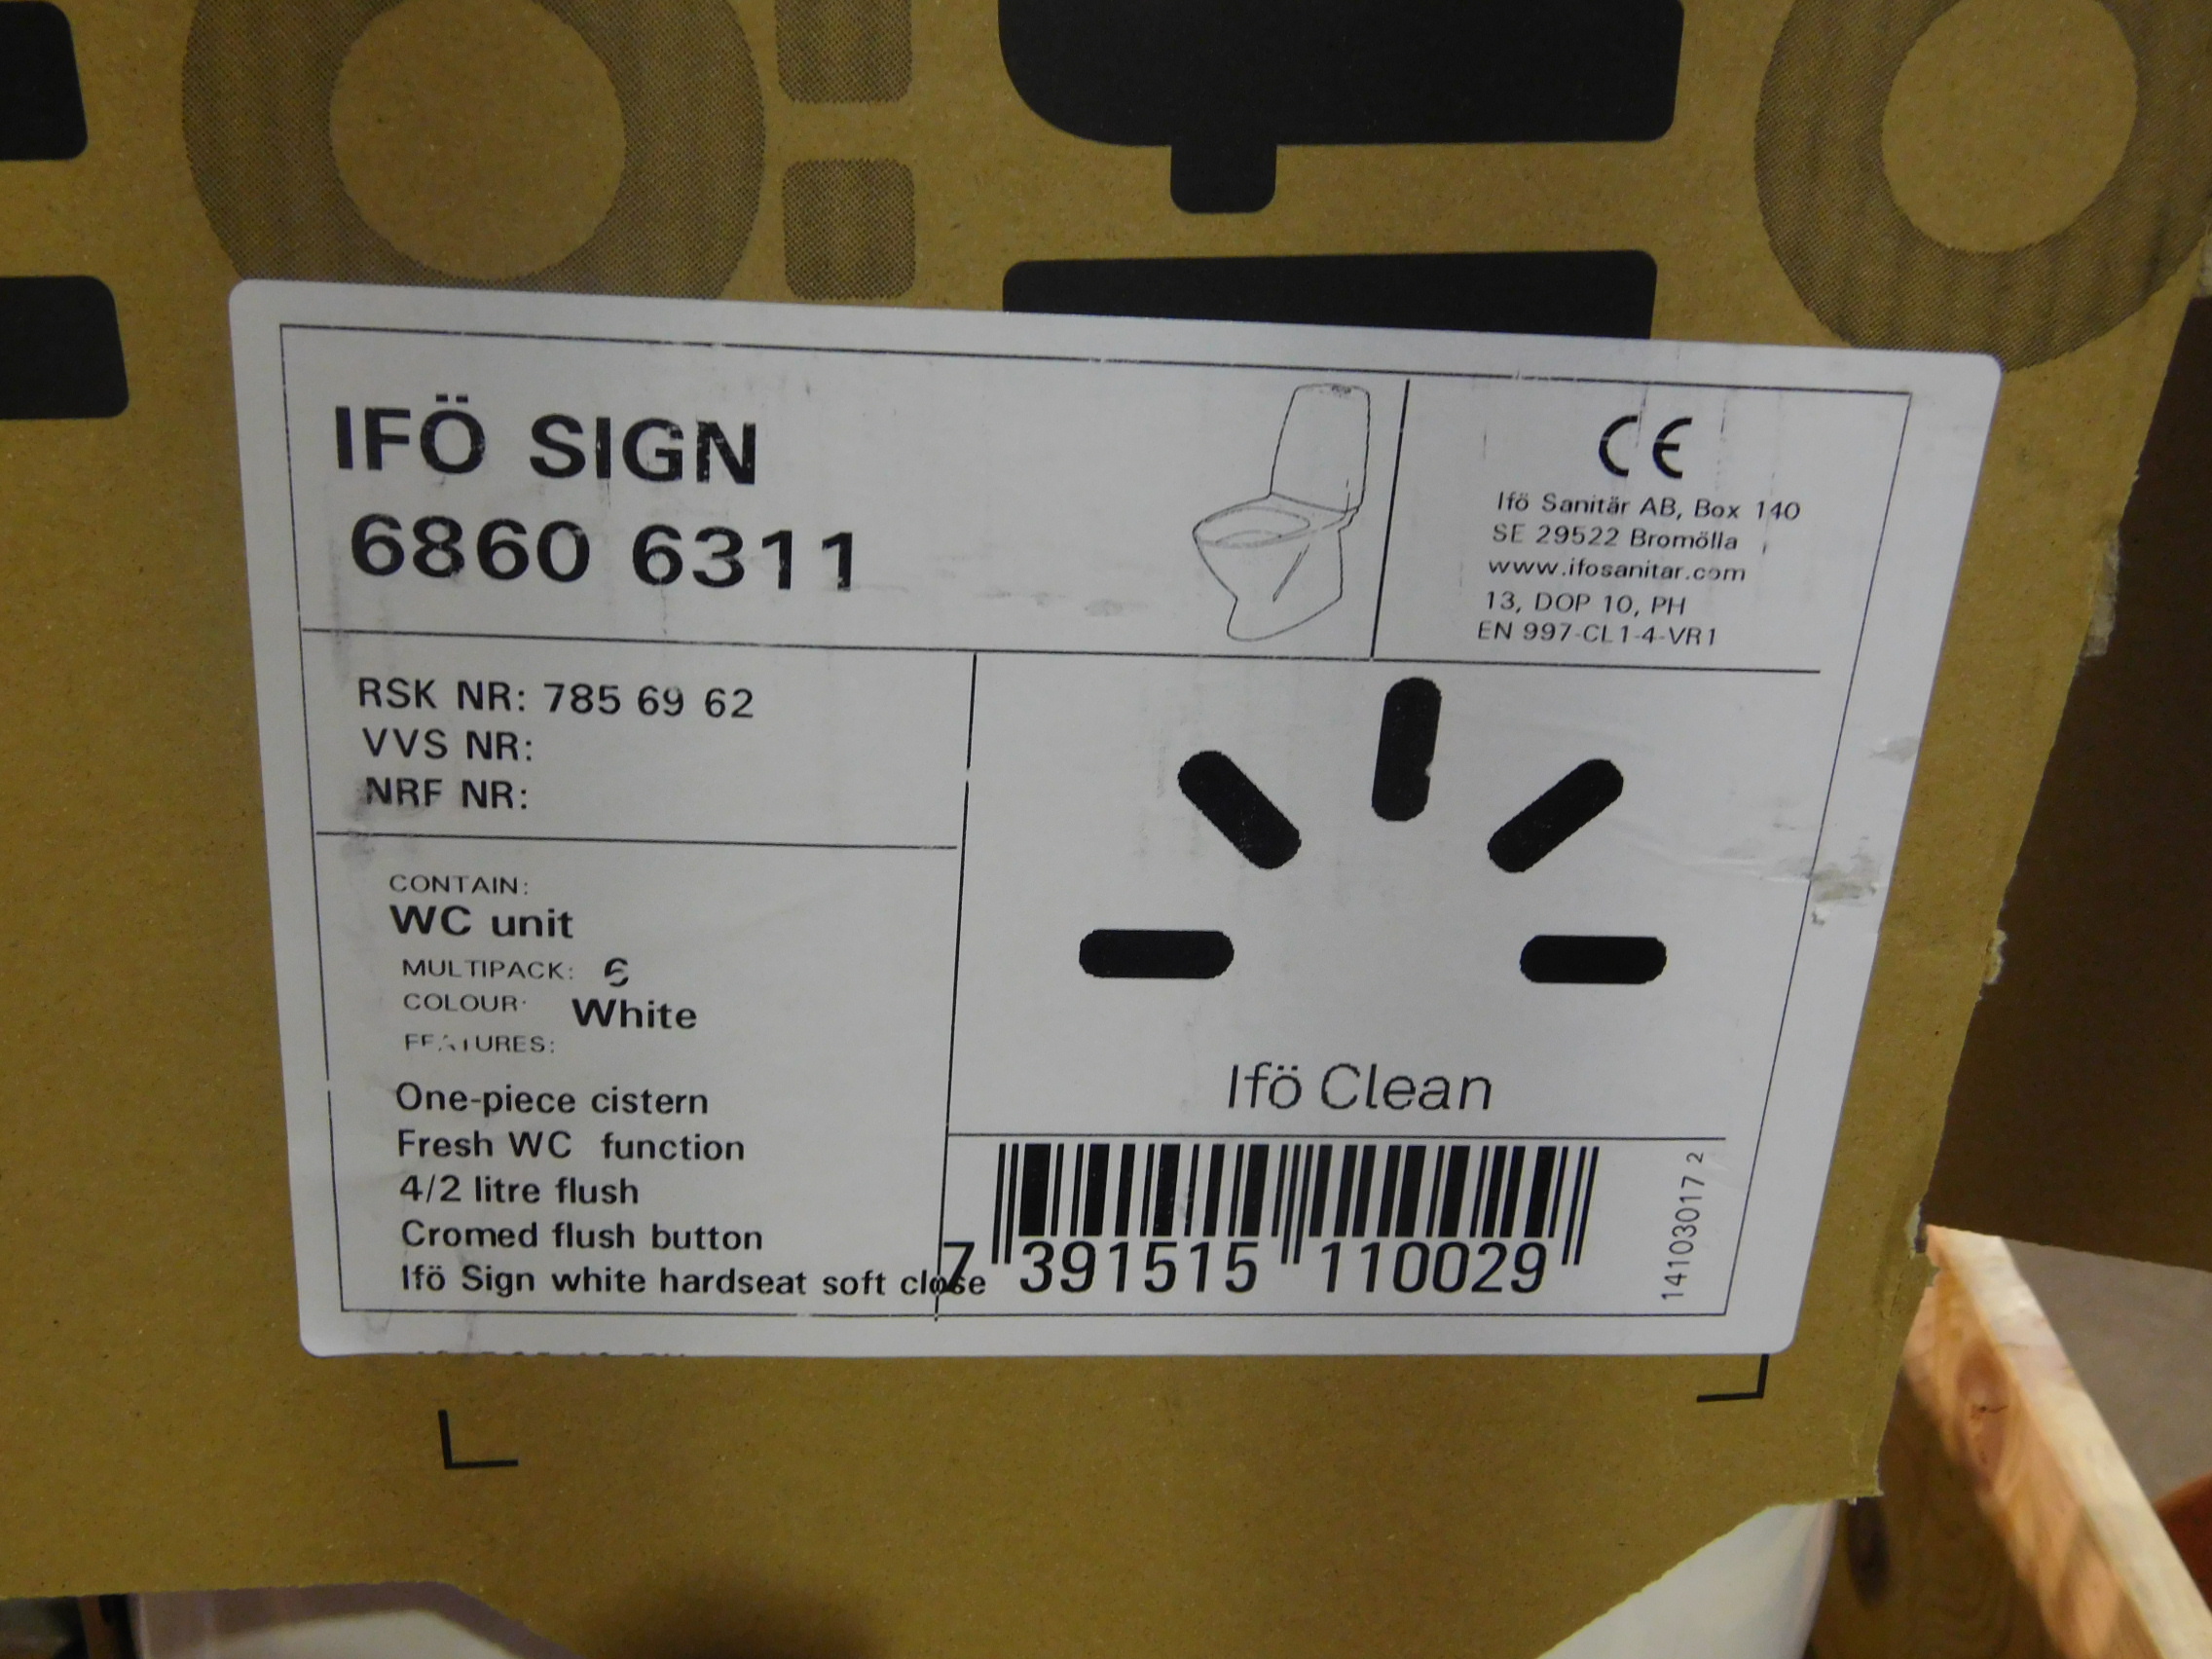 IFÖ SIGN
6860 6311
CE
Ifö Sanitär AB, Box 140
SE 29522 Bromölla
www.ifosanitar.com
13, DOP 10, PH
EN 997-CL1-4-VR1
RSK NR: 785 69 62
VVS NR:
NRF NR:
CONTAIN:
WC unit
MULTIPACK: 6
COLOUR: White
FEATURES:
One-piece cistern
Fresh WC function
4/2 litre flush
Cromed flush button
Ifö Sign white hardseat soft close
Ifö Clean
7 391515 110029
141030172